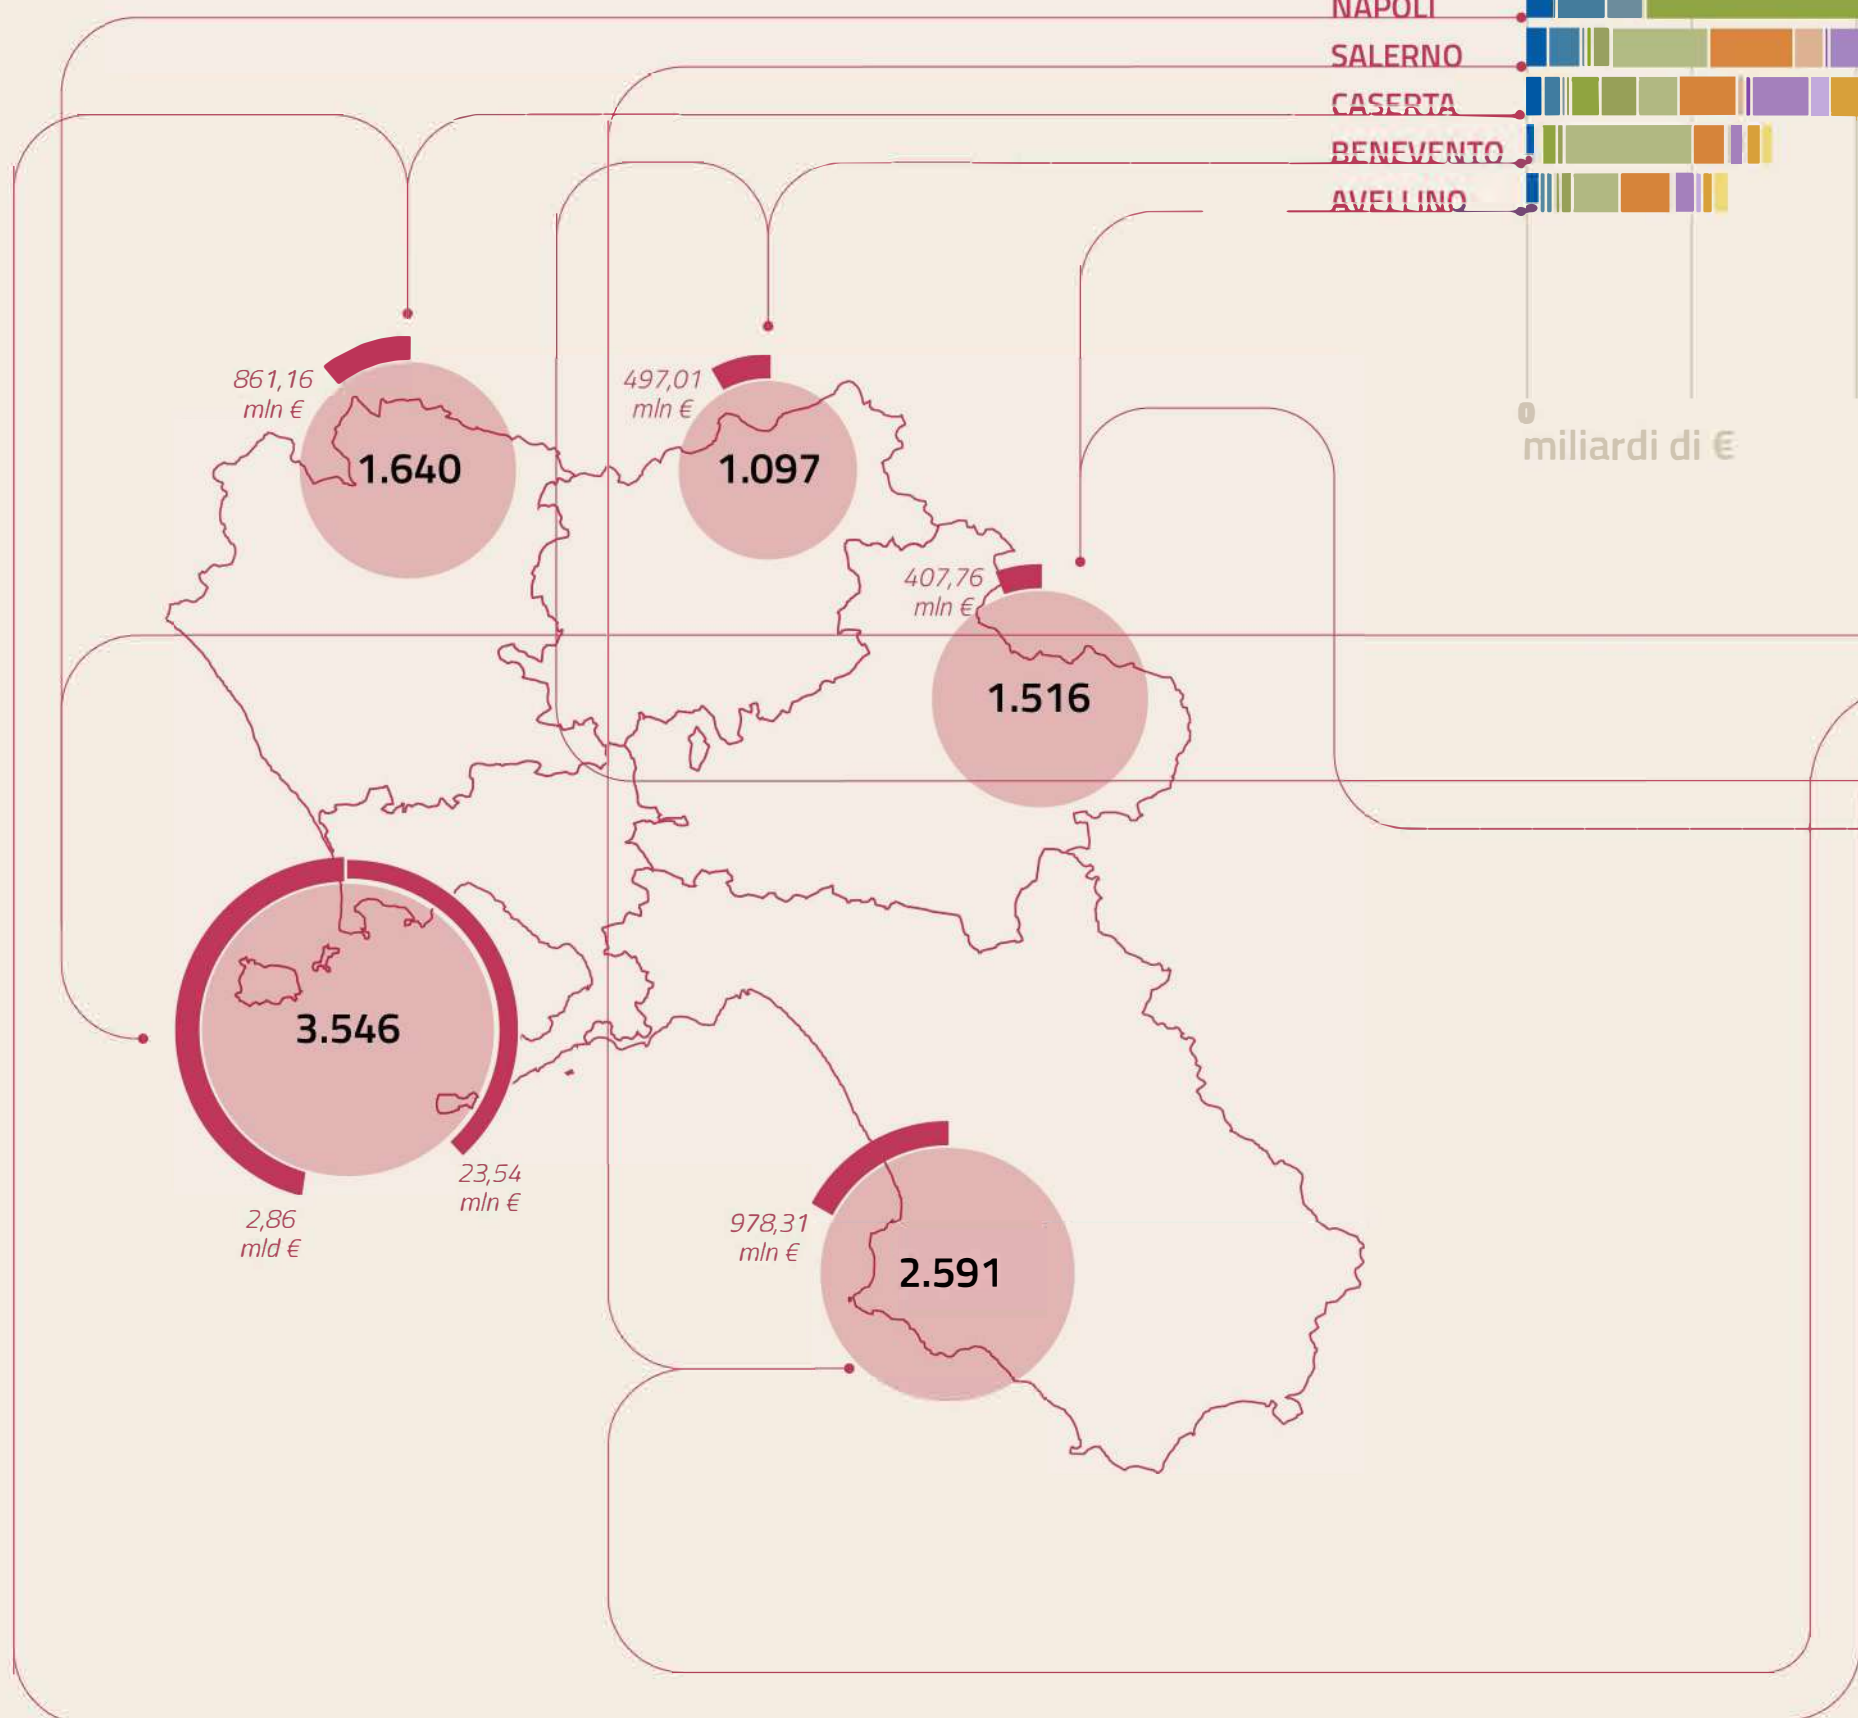 NAPOLI
SALERNO
CASERTA
BENEVENTO
AVELLINO
0
miliardi di €
861,16
mln €
1.640
497,01
mln €
1.097
407,76
mln €
1.516
3.546
23,54
mln €
2,86
mld €
978,31
mln €
2.591